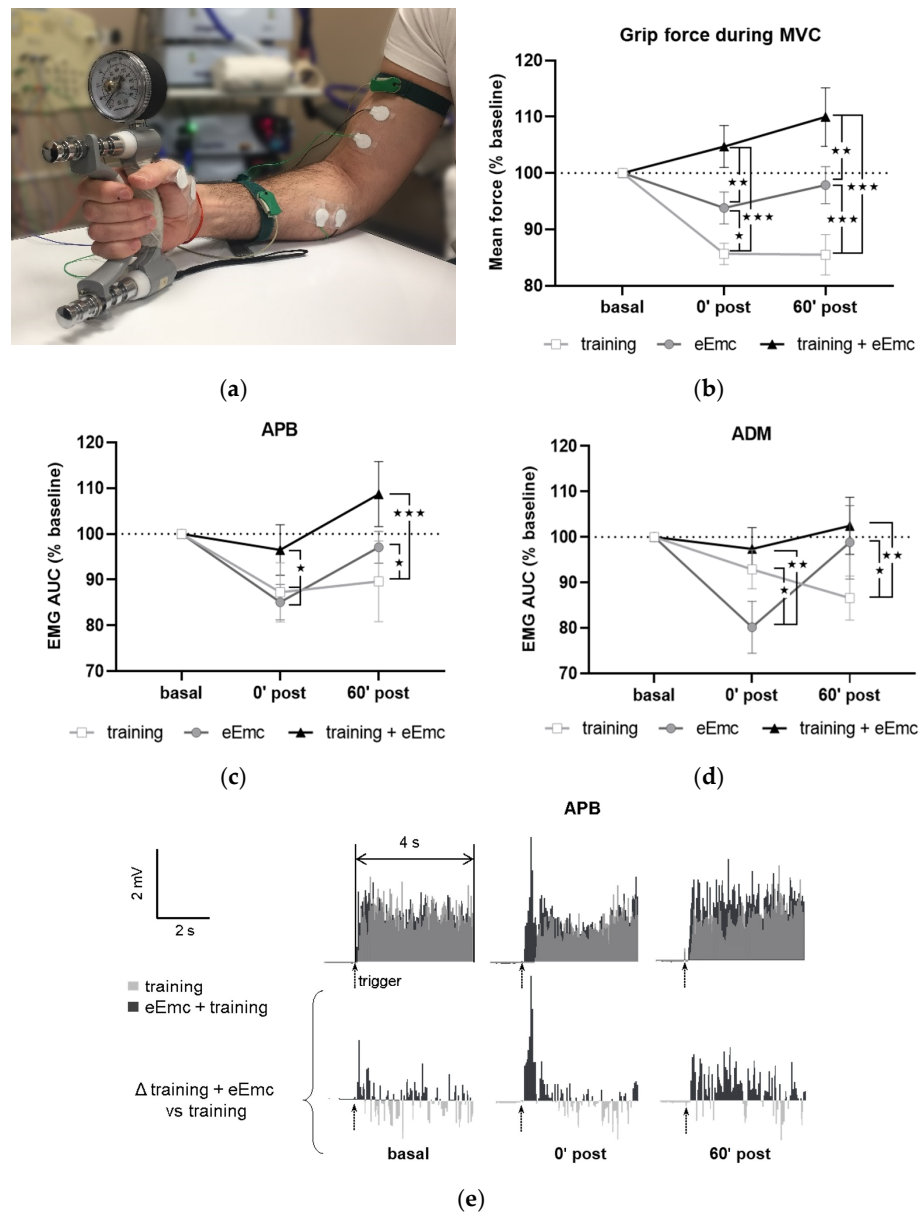 Grip force during MVC
Mean force (% baseline)
120
110
100
90
80
★★
★
★★★
★★
★★★
★★★
basal 0' post 60' post
training eEmc training + eEmc
(a)
(b)
APB
EMG AUC (% baseline)
120
110
100
90
80
70
★
★★★
★
basal 0' post 60' post
training eEmc training + eEmc
(c)
ADM
EMG AUC (% baseline)
120
110
100
90
80
70
★★
★
★★
★
basal 0' post 60' post
training eEmc training + eEmc
(d)
APB
4 s
2 mV
2 s
trigger
training
eEmc + training
Δ training + eEmc
vs training
basal 0' post 60' post
(e)